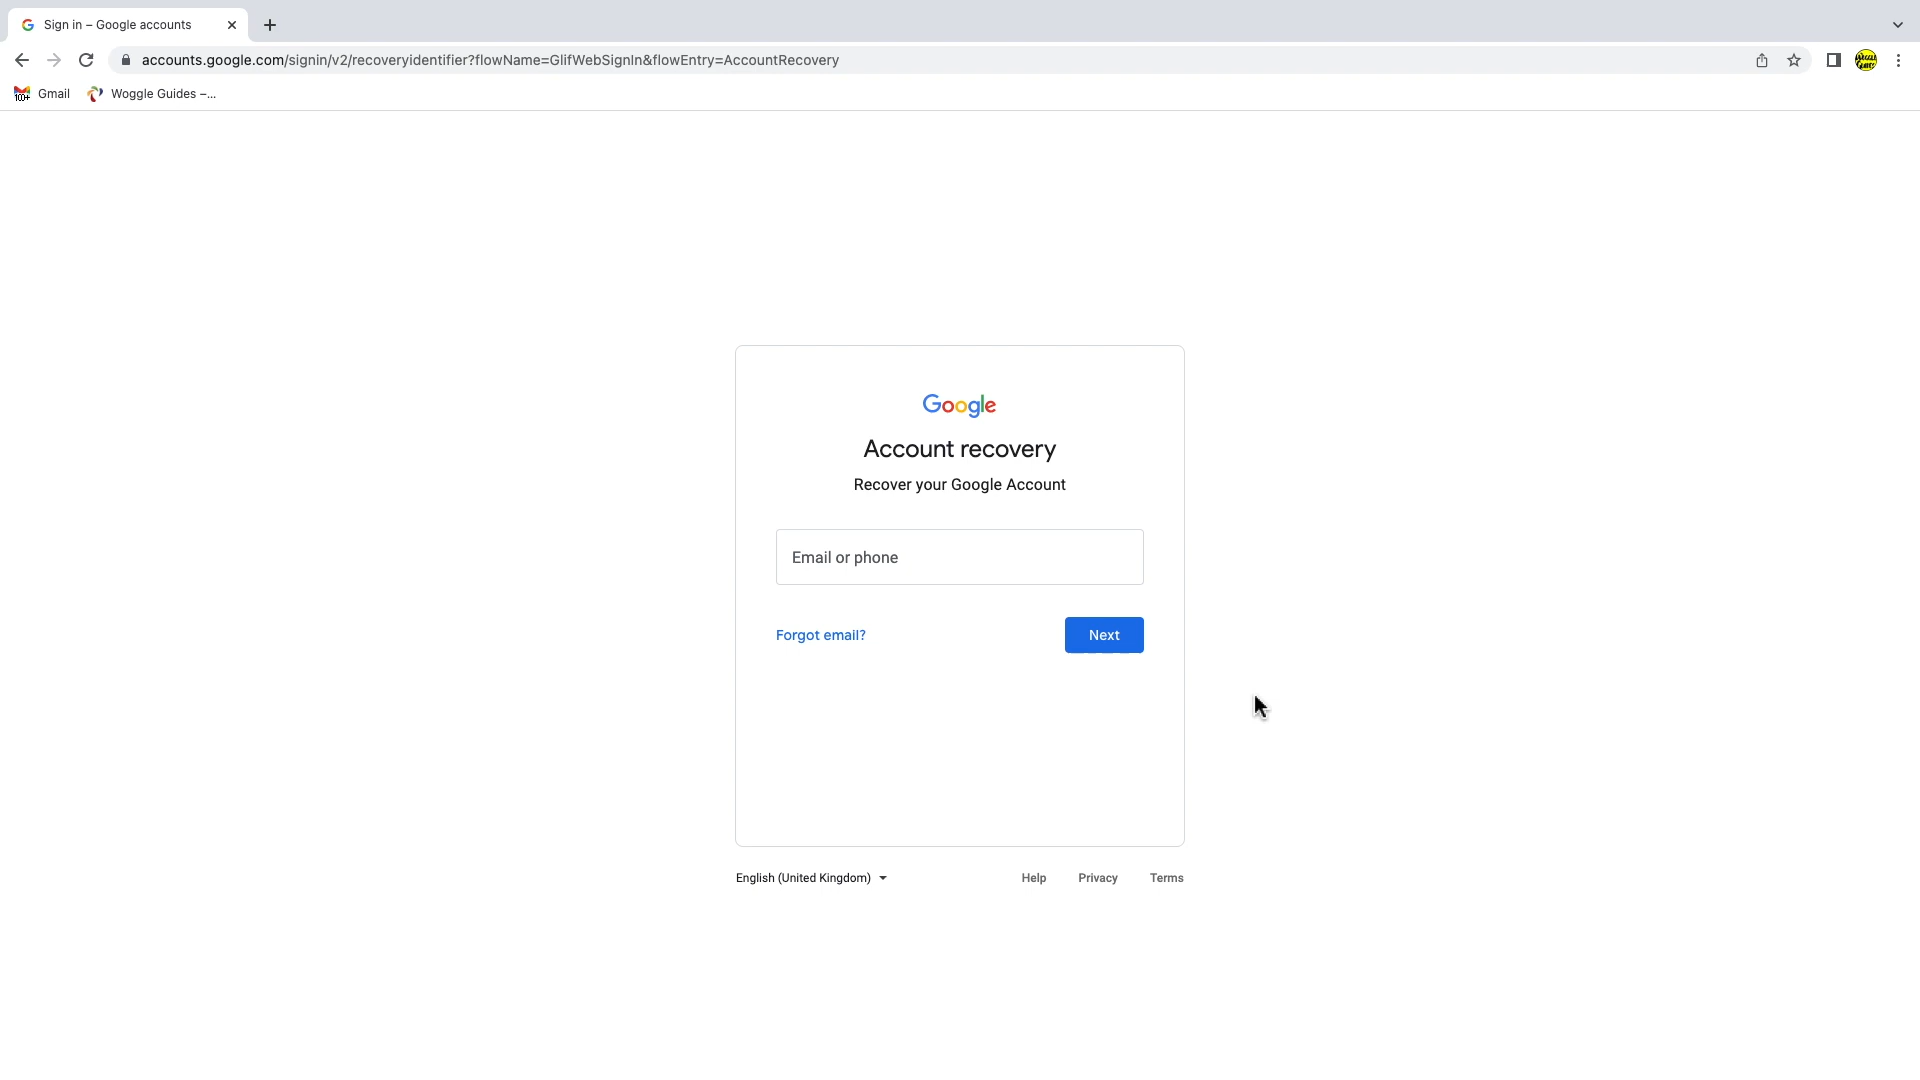 Sign in – Google accounts
accounts.google.com/signin/v2/recoveryidentifier?flowName=GlifWebSignIn&flowEntry=AccountRecovery
Gmail
Woggle Guides –...
Google
Account recovery
Recover your Google Account
Email or phone
Forgot email?
Next
English (United Kingdom)
Help
Privacy
Terms